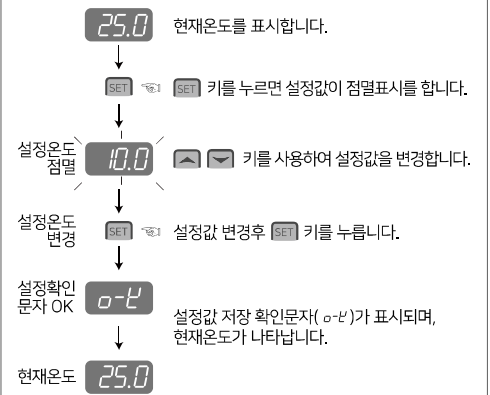 25.0 현재온도를 표시합니다.
SET SET 키를 누르면 설정값이 점멸표시를 합니다.
설정온도
점멸
10.0 키를 사용하여 설정값을 변경합니다.
설정온도
변경
SET 설정값 변경후 SET 키를 누릅니다.
설정확인
문자 OK
o-k
설정값 저장 확인문자( o-k )가 표시되며,
현재온도가 나타납니다.
현재온도 25.0